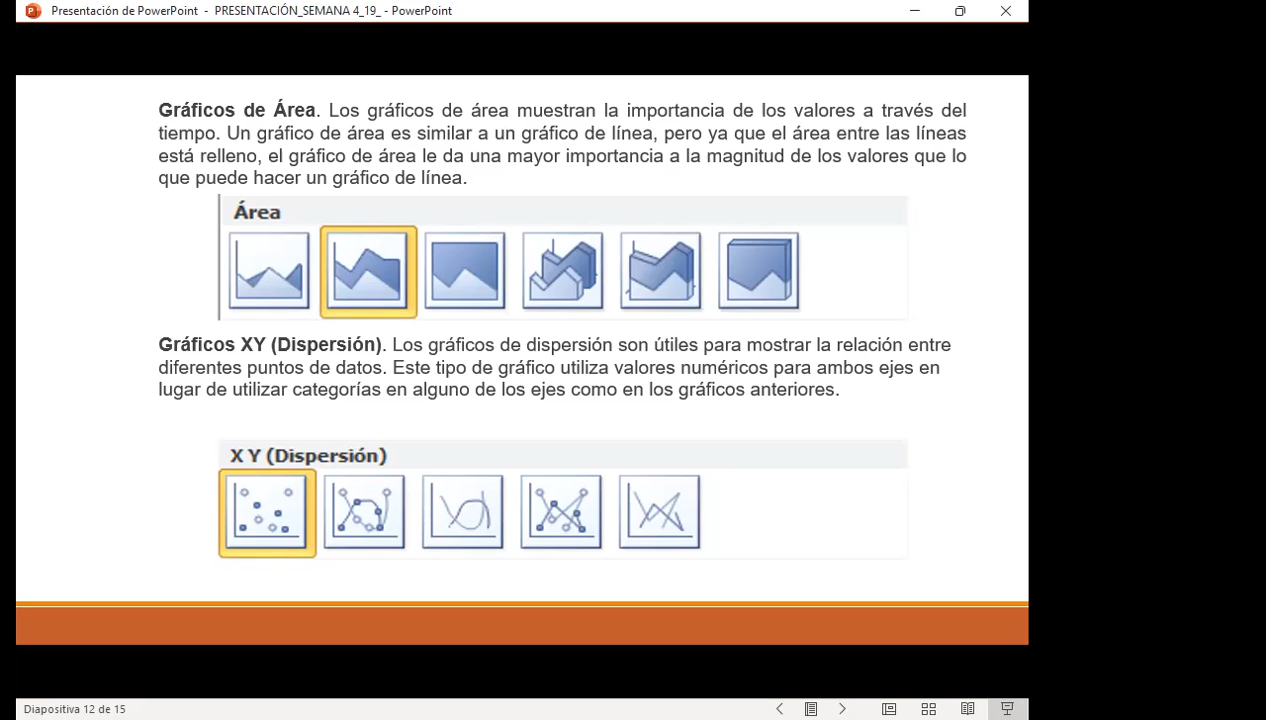 Presentación de PowerPoint - PRESENTACIÓN_SEMANA 4_19_ - PowerPoint
Gráficos de Área. Los gráficos de área muestran la importancia de los valores a través del
tiempo. Un gráfico de área es similar a un gráfico de línea, pero ya que el área entre las líneas
está relleno, el gráfico de área le da una mayor importancia a la magnitud de los valores que lo
que puede hacer un gráfico de línea.
Área
Gráficos XY (Dispersión). Los gráficos de dispersión son útiles para mostrar la relación entre
diferentes puntos de datos. Este tipo de gráfico utiliza valores numéricos para ambos ejes en
lugar de utilizar categorías en alguno de los ejes como en los gráficos anteriores.
X Y (Dispersión)
Diapositiva 12 de 15